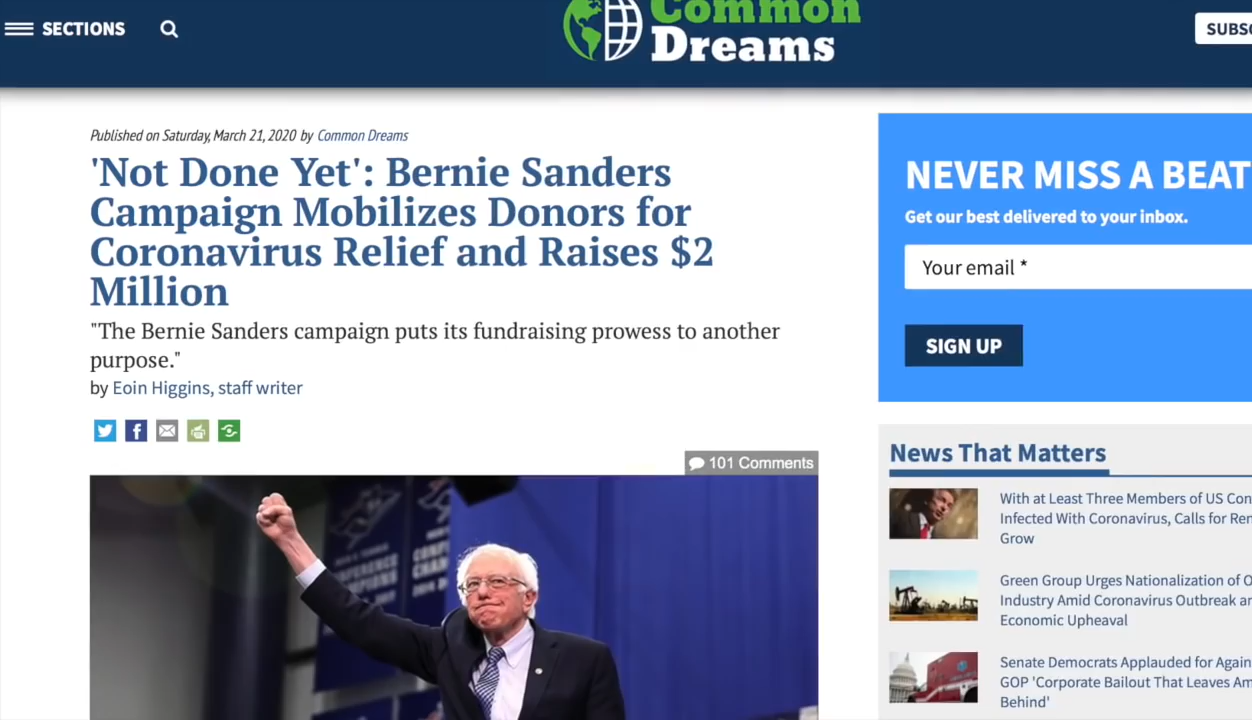 SECTIONS
Common
Dreams
SUBSC
Published on Saturday, March 21, 2020 by Common Dreams
'Not Done Yet': Bernie Sanders
Campaign Mobilizes Donors for
Coronavirus Relief and Raises $2
Million
"The Bernie Sanders campaign puts its fundraising prowess to another
purpose."
by Eoin Higgins, staff writer
101 Comments
NEVER MISS A BEAT
Get our best delivered to your inbox.
Your email *
SIGN UP
News That Matters
With at Least Three Members of US Con
Infected With Coronavirus, Calls for Rem
Grow
Green Group Urges Nationalization of O
Industry Amid Coronavirus Outbreak an
Economic Upheaval
Senate Democrats Applauded for Again
GOP 'Corporate Bailout That Leaves Am
Behind'